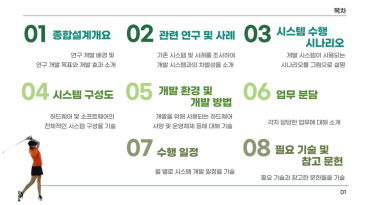 목차
01 종합설계개요
연구 개발 배경 및
연구 개발 목표와 개발 효과 소개
02 관련 연구 및 사례
기존 시스템 및 사례를 조사하여
개발 시스템과의 차별성을 소개
03 시스템 수행
시나리오
개발 시스템이 사용되는
시나리오를 그림으로 설명
04 시스템 구성도
하드웨어 및 소프트웨어의
전체적인 시스템 구성을 기술
05 개발 환경 및
개발 방법
개발을 위해 사용되는 하드웨어
사양 및 운영체제 등에 대해 기술
06 업무 분담
각자 담당한 업무에 대해 소개
07 수행 일정
월 별로 시스템 개발 일정을 기술
08 필요 기술 및
참고 문헌
필요 기술과 참고한 문헌들을 기술
01